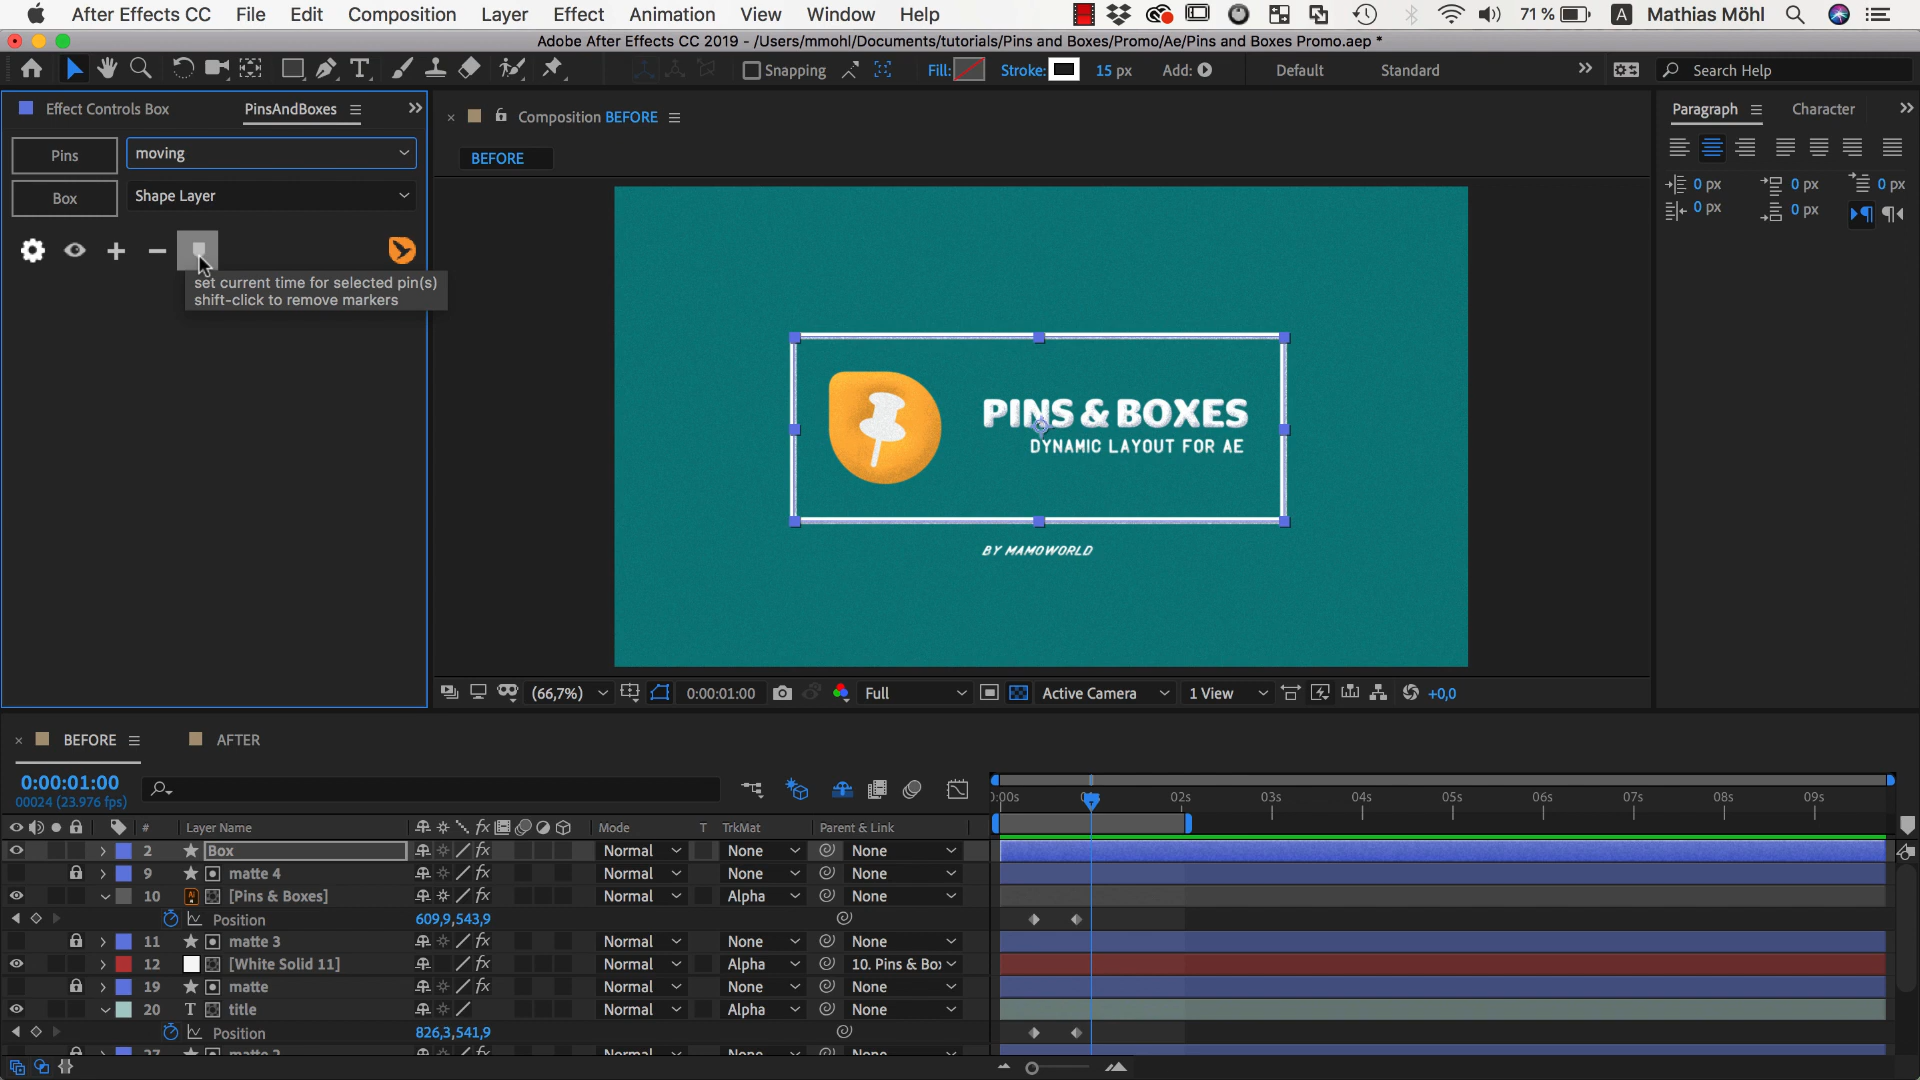 After Effects CC File Edit Composition Layer Effect Animation View Window Help 71 % A Mathias Möhl
Adobe After Effects CC 2019 - /Users/mmohl/Documents/tutorials/Pins and Boxes/Promo/Ae/Pins and Boxes Promo.aep *
Snapping Fill: Stroke: 15 px Add: Default Standard Search Help
Effect Controls Box PinsAndBoxes
Composition BEFORE
Paragraph Character
Pins moving
BEFORE
Box Shape Layer
0 px 0 px 0 px
0 px 0 px
set current time for selected pin(s)
shift-click to remove markers
PINS & BOXES
DYNAMIC LAYOUT FOR AE
BY MAMOWORLD
(66,7%) 0:00:01:00 Full Active Camera 1 View +0,0
BEFORE AFTER
0:00:01:00
00024 (23.976 fps)
02s 03s 04s 05s 06s 07s 08s 09s
# Layer Name Mode T TrkMat Parent & Link
2 Box Normal None None
9 matte 4 Normal None None
10 [Pins & Boxes] Normal Alpha None
Position 609,9,543,9
11 matte 3 Normal None None
12 [White Solid 11] Normal Alpha 10. Pins & Bo
19 matte Normal None None
20 T title Normal Alpha None
Position 826,3,541,9